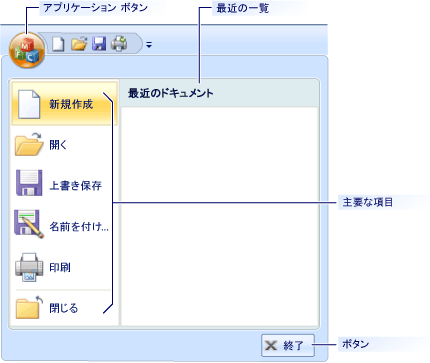 アプリケーション ボタン
最近の一覧
最近のドキュメント
新規作成
開く
上書き保存
名前を付け...
主要な項目
印刷
閉じる
終了
ボタン